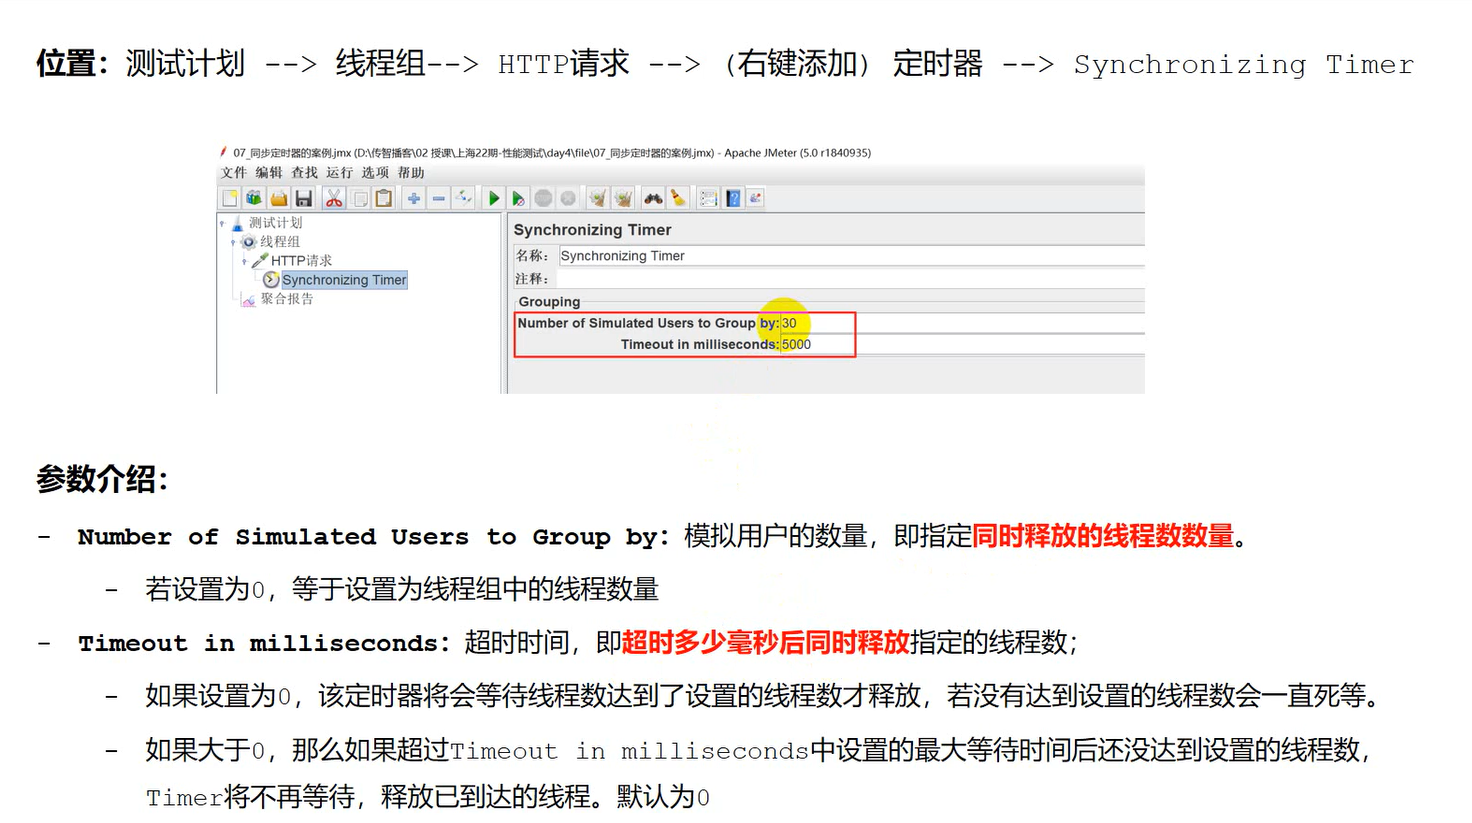 位置：测试计划 --> 线程组--> HTTP请求 --> （右键添加） 定时器 --> Synchronizing Timer
07_同步定时器的案例.jmx (D:\传智播客\02 授课\上海22期-性能测试\day4\file\07_同步定时器的案例.jmx) - Apache JMeter (5.0 r1840935)
文件 编辑 查找 运行 选项 帮助
测试计划
线程组
HTTP请求
Synchronizing Timer
聚合报告
Synchronizing Timer
名称： Synchronizing Timer
注释：
Grouping
Number of Simulated Users to Group by: 30
Timeout in milliseconds: 5000
参数介绍：
- Number of Simulated Users to Group by：模拟用户的数量，即指定同时释放的线程数数量。
- 若设置为0，等于设置为线程组中的线程数量
- Timeout in milliseconds：超时时间，即超时多少毫秒后同时释放指定的线程数；
- 如果设置为0，该定时器将会等待线程数达到了设置的线程数才释放，若没有达到设置的线程数会一直死等。
- 如果大于0，那么如果超过Timeout in milliseconds中设置的最大等待时间后还没达到设置的线程数，
Timer将不再等待，释放已到达的线程。默认为0